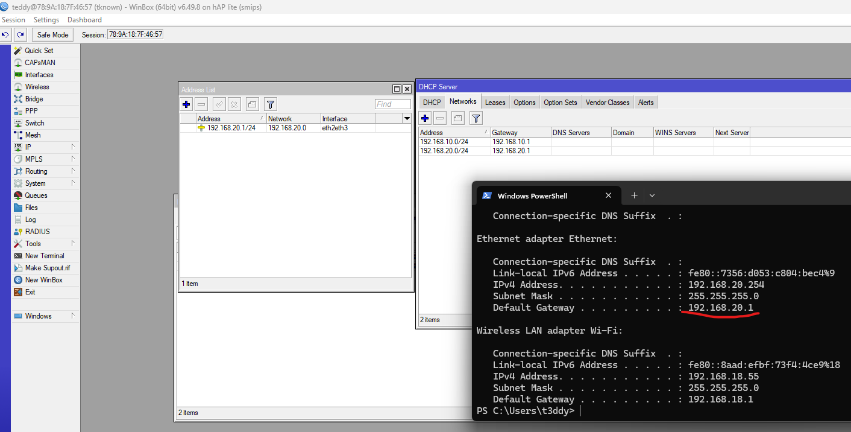 teddy@78:9A:18:7F:46:57 (tknown) - WinBox (64bit) v6.49.8 on hAP lite (smips)
Session Settings Dashboard
Safe Mode Session: 78:9A:18:7F:46:57
Quick Set
CAPsMAN
Interfaces
Wireless
Bridge
PPP
Switch
Mesh
IP
MPLS
Routing
System
Queues
Files
Log
RADIUS
Tools
New Terminal
Make Supout.rif
New WinBox
Exit
Windows
Address List
Find
Address Network Interface
192.168.20.1/24 192.168.20.0 eth2eth3
1 item
2 items
DHCP Server
DHCP Networks Leases Options Option Sets Vendor Classes Alerts
Address Gateway DNS Servers Domain WINS Servers Next Server
192.168.10.0/24 192.168.10.1
192.168.20.0/24 192.168.20.1
2 items
Windows PowerShell
Connection-specific DNS Suffix . :
Ethernet adapter Ethernet:
Connection-specific DNS Suffix . :
Link-local IPv6 Address . . . . . : fe80::7356:d053:c804:bec4%9
IPv4 Address. . . . . . . . . . . : 192.168.20.254
Subnet Mask . . . . . . . . . . . : 255.255.255.0
Default Gateway . . . . . . . . . : 192.168.20.1
Wireless LAN adapter Wi-Fi:
Connection-specific DNS Suffix . :
Link-local IPv6 Address . . . . . : fe80::8aad:efbf:73f4:4ce9%18
IPv4 Address. . . . . . . . . . . : 192.168.18.55
Subnet Mask . . . . . . . . . . . : 255.255.255.0
Default Gateway . . . . . . . . . : 192.168.18.1
PS C:\Users\t3ddy>